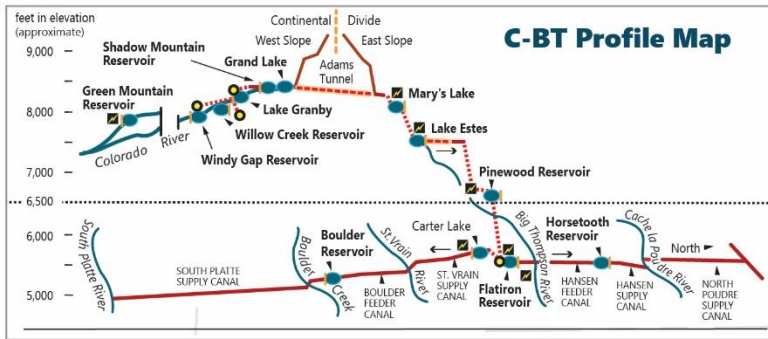 feet in elevation
(approximate)
C-BT Profile Map
Continental
Divide
West Slope
East Slope
Adams
Tunnel
9,000
8,000
7,000
6,500
6,000
5,000
Shadow Mountain
Reservoir
Grand Lake
Green Mountain
Reservoir
Lake Granby
Willow Creek Reservoir
Windy Gap Reservoir
Colorado
River
Mary's Lake
Lake Estes
Pinewood Reservoir
South Platte River
SOUTH PLATTE
SUPPLY CANAL
Boulder
Creek
Boulder
Reservoir
BOULDER
FEEDER
CANAL
St. Vrain
River
ST. VRAIN
SUPPLY
CANAL
Carter Lake
Flatiron
Reservoir
Big Thompson River
HANSEN
FEEDER
CANAL
Horsetooth
Reservoir
HANSEN
SUPPLY
CANAL
Cache la Poudre River
North
NORTH
POUDRE
SUPPLY
CANAL